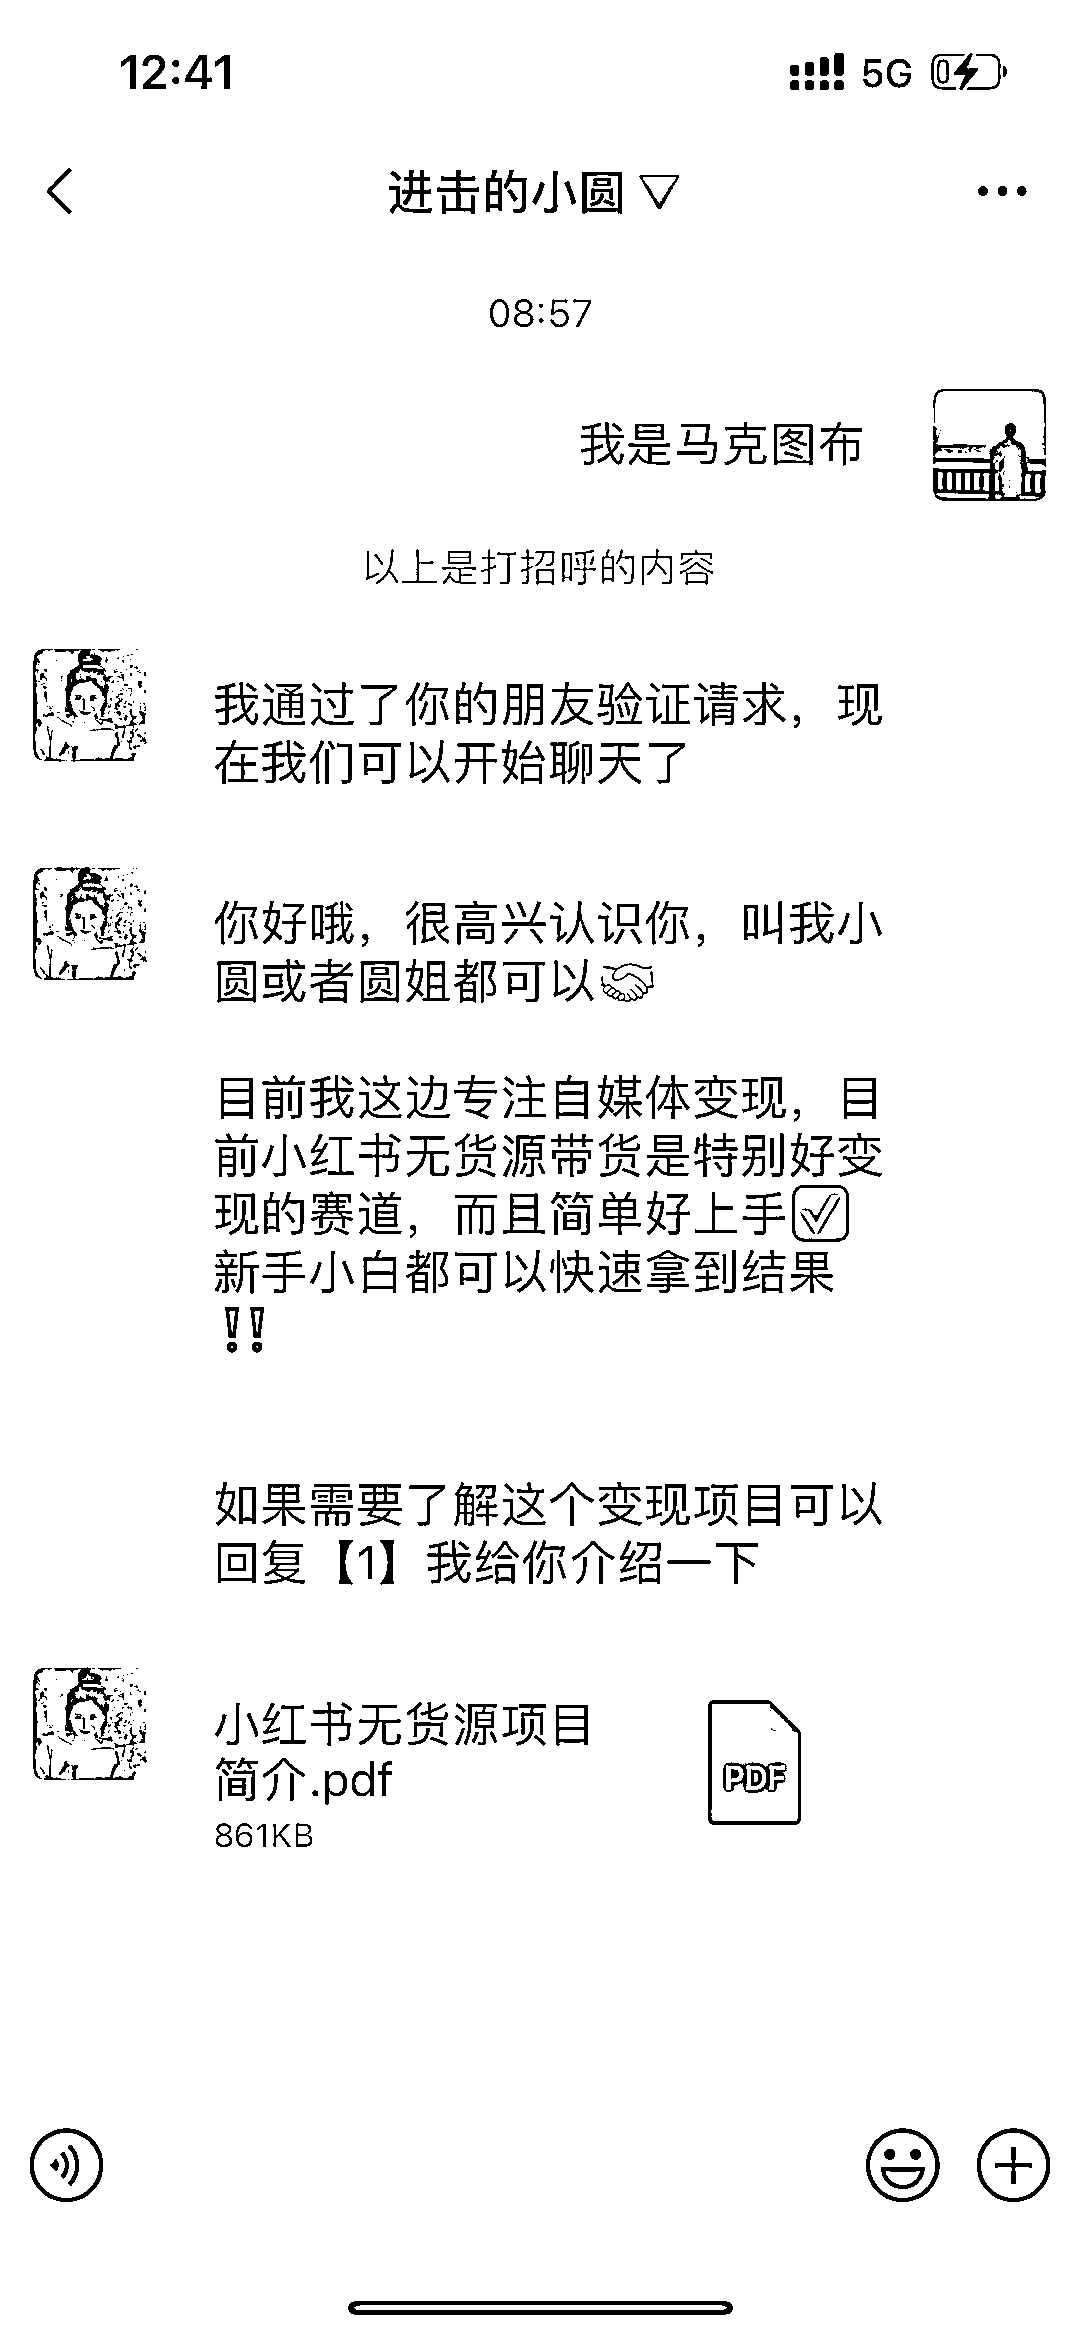 12:41
5G
进击的小圆
08:57
我是马克图布
以上是打招呼的内容
我通过了你的朋友验证请求，现
在我们可以开始聊天了
你好哦，很高兴认识你，叫我小
圆或者圆姐都可以🤝
目前我这边专注自媒体变现，目
前小红书无货源带货是特别好变
现的赛道，而且简单好上手☑️
新手小白都可以快速拿到结果
‼️
如果需要了解这个变现项目可以
回复【1】我给你介绍一下
小红书无货源项目
简介.pdf
861KB
PDF